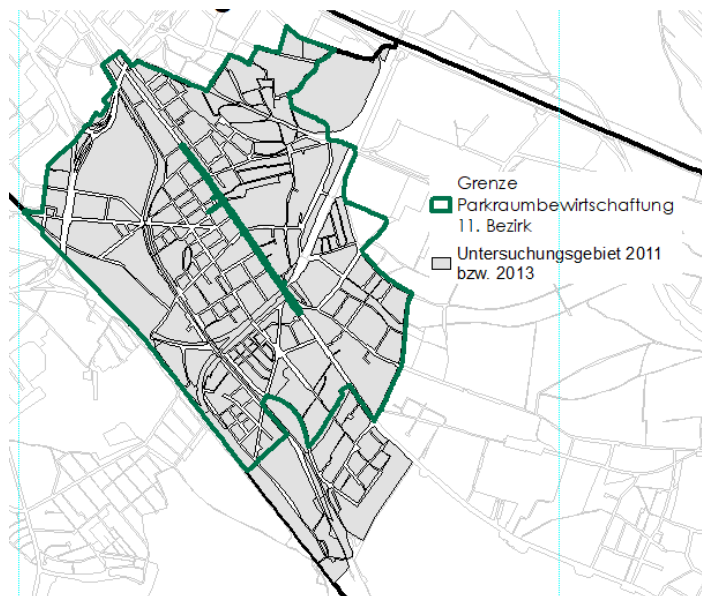 Grenze
Parkraumbewirtschaftung
11. Bezirk
Untersuchungsgebiet 2011
bzw. 2013